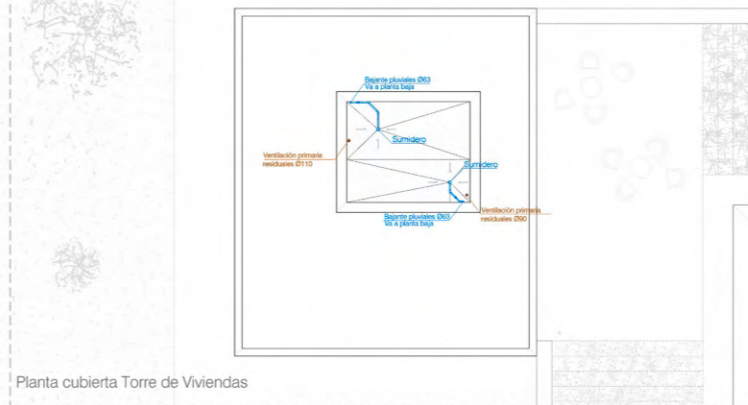 Bajante pluviales Ø63
Va a planta baja
Sumidero
Ventilación primaria
residuales Ø110
Sumidero
Ventilación primaria
residuales Ø90
Bajante pluviales Ø63
Va a planta baja
Planta cubierta Torre de Viviendas